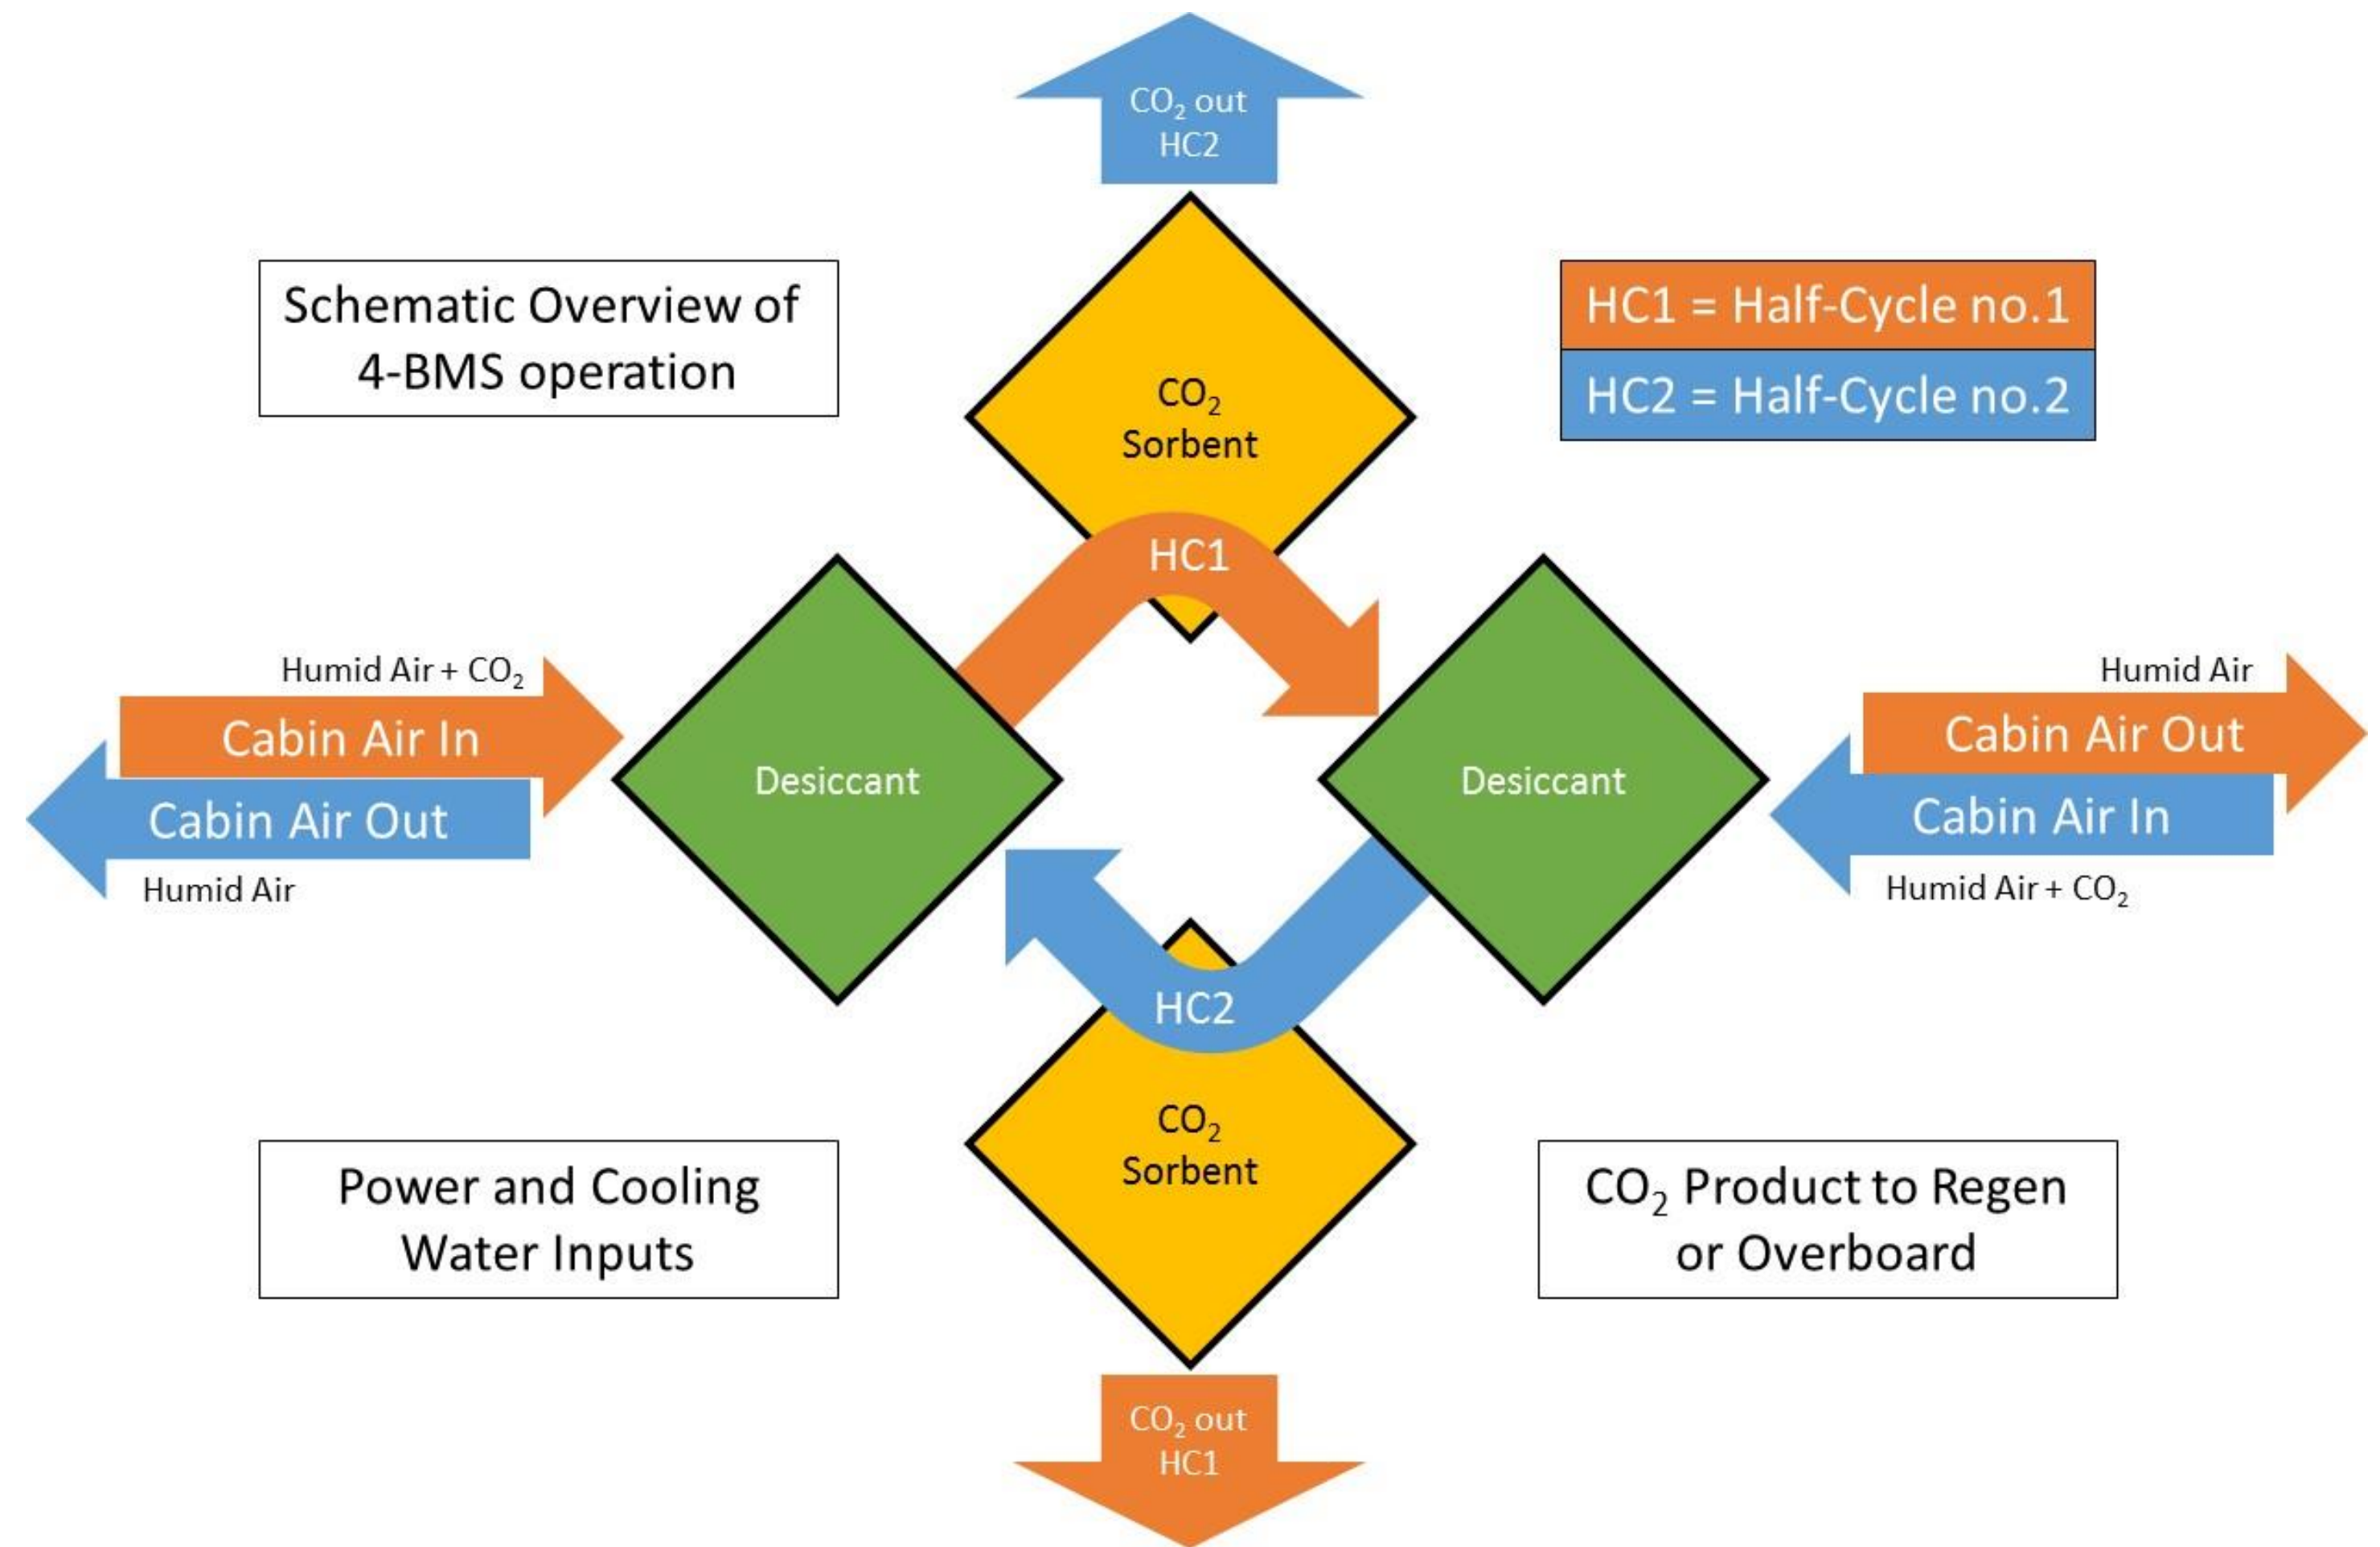 CO₂ out
HC2
Schematic Overview of
4-BMS operation
HC1 = Half-Cycle no.1
HC2 = Half-Cycle no.2
CO₂
Sorbent
HC1
Humid Air + CO₂
Cabin Air In
Cabin Air Out
Humid Air
Desiccant
Desiccant
Humid Air
Cabin Air Out
Cabin Air In
Humid Air + CO₂
HC2
CO₂
Sorbent
Power and Cooling
Water Inputs
CO₂ Product to Regen
or Overboard
CO₂ out
HC1